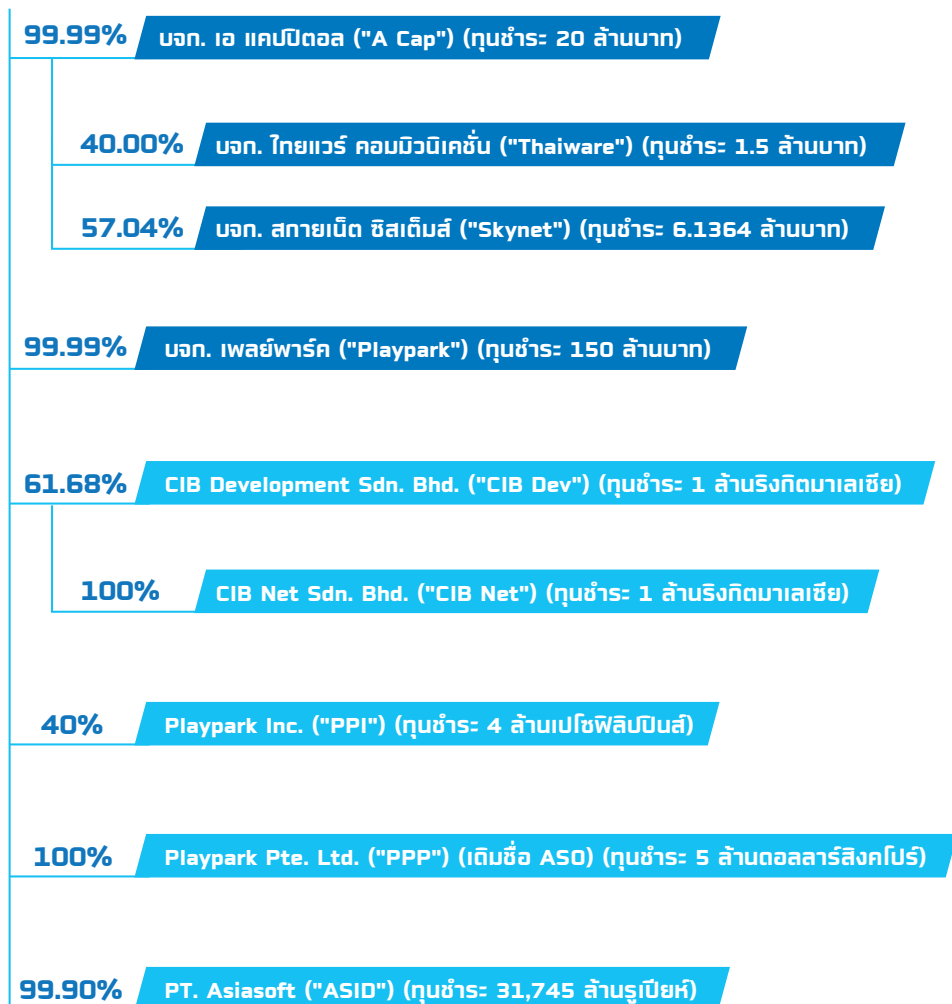 99.99% บจก. เอ แคปปิตอล ("A Cap") (ทุนชำระ 20 ล้านบาท)
40.00% บจก. ไทยแวร์ คอมมิวนิเคชั่น ("Thaiware") (ทุนชำระ 1.5 ล้านบาท)
57.04% บจก. สกายเน็ต ซิสเต็มส์ ("Skynet") (ทุนชำระ 6.1364 ล้านบาท)
99.99% บจก. เพลย์พาร์ค ("Playpark") (ทุนชำระ 150 ล้านบาท)
61.68% CIB Development Sdn. Bhd. ("CIB Dev") (ทุนชำระ 1 ล้านริงกิตมาเลเซีย)
100% CIB Net Sdn. Bhd. ("CIB Net") (ทุนชำระ 1 ล้านริงกิตมาเลเซีย)
40% Playpark Inc. ("PPI") (ทุนชำระ 4 ล้านเปโซฟิลิปปินส์)
100% Playpark Pte. Ltd. ("PPP") (เดิมชื่อ ASO) (ทุนชำระ 5 ล้านดอลลาร์สิงคโปร์)
99.90% PT. Asiasoft ("ASID") (ทุนชำระ 31,745 ล้านรูเปียห์)